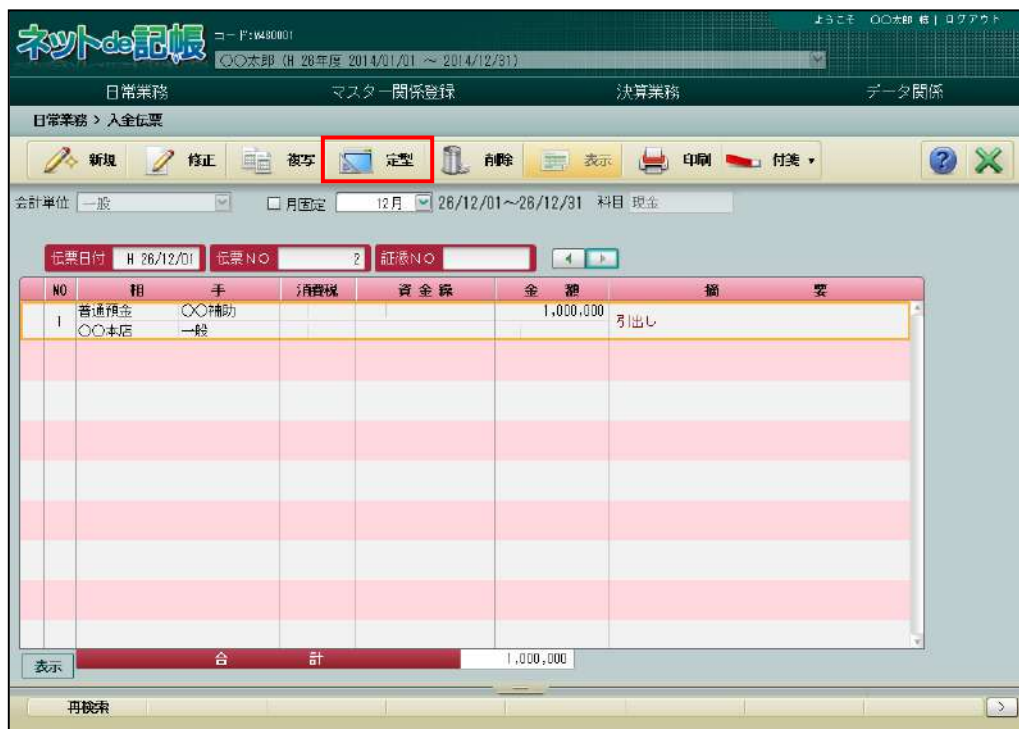 ようこそ 〇〇太郎 様 | ログアウト
ネットde記帳 コード:W480001
〇〇太郎 (H 26年度 2014/01/01 ～ 2014/12/31)
日常業務 マスター関係登録 決算業務 データ関係
日常業務 > 入金伝票
新規 修正 複写 定型 削除 表示 印刷 付箋 ?
会計単位 一般 月固定 12月 26/12/01～26/12/31 科目 現金
伝票日付 H 26/12/01 伝票NO 2 証憑NO
NO 相手 消費税 資金繰 金額 摘要
1 普通預金 〇〇補助 1,000,000 引出し
〇〇本店 一般
表示 合計 1,000,000
再検索